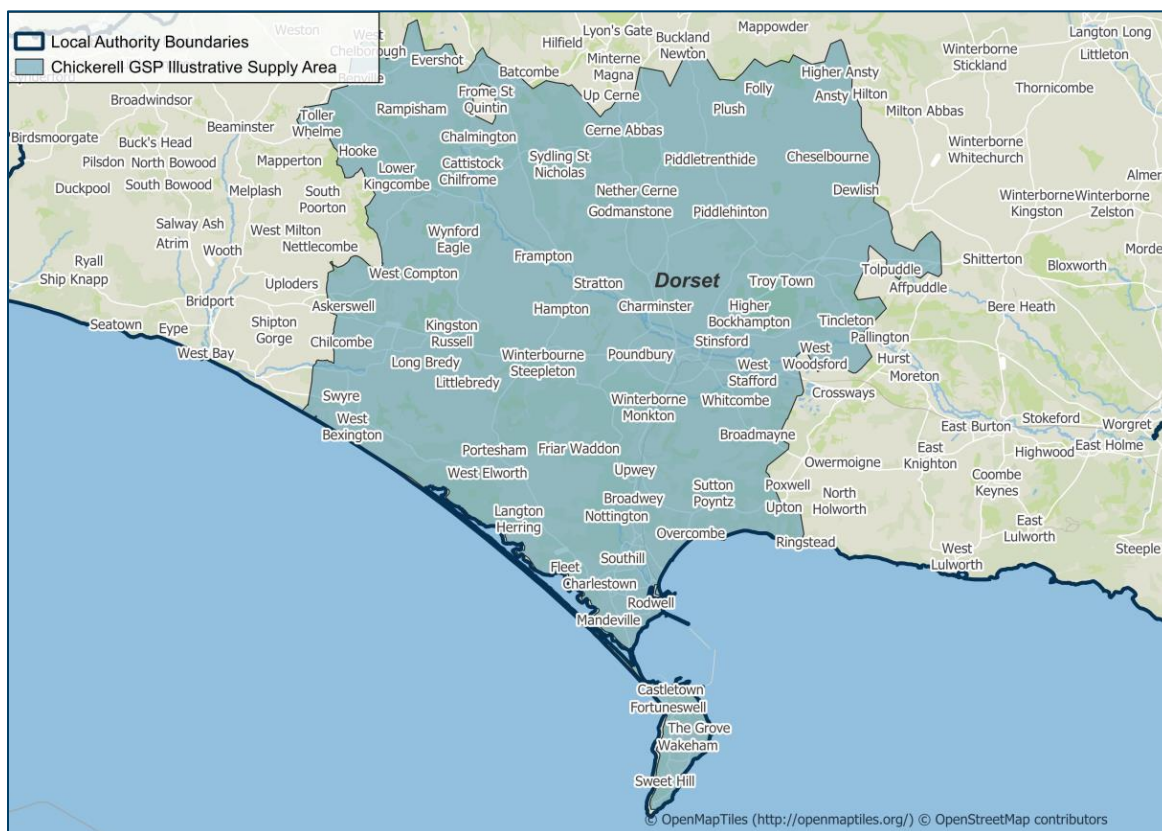 Local Authority Boundaries
Chickerell GSP Illustrative Supply Area
Weston
West
Chelborough
Benville
Evershot
Batcombe
Hilfield
Lyon's Gate
Minterne
Magna
Up Cerne
Buckland
Newton
Mappowder
Folly
Plush
Higher Ansty
Ansty
Hilton
Winterborne
Stickland
Langton Long
Littleton
Thornicombe
Milton Abbas
Broadwindsor
Beaminster
Toller
Whelme
Rampisham
Frome St
Quintin
Chalmington
Cerne Abbas
Birdsmoorgate
Buck's Head
Pilsdon
North Bowood
Mapperton
Hooke
Lower
Kingcombe
Cattistock
Chilfrome
Sydling St
Nicholas
Piddletrenthide
Cheselbourne
Winterborne
Whitechurch
Duckpool
South Bowood
Melplash
South
Poorton
Nether Cerne
Godmanstone
Piddlehinton
Dewlish
Winterborne
Kingston
Winterborne
Zelston
Almer
Salway Ash
Atrim
Wooth
West Milton
Nettlecombe
Wynford
Eagle
Frampton
Ryall
Ship Knapp
Uploders
West Compton
Stratton
Dorset
Troy Town
Tolpuddle
Affpuddle
Shitterton
Bloxworth
Morde
Bridport
Askerswell
Hampton
Charminster
Higher
Bockhampton
Bere Heath
Seatown
Eype
Shipton
Gorge
Chilcombe
Kingston
Russell
Stinsford
Tincleton
Pallington
West Bay
Long Bredy
Littlebredy
Winterbourne
Steepleton
Poundbury
West
Stafford
West
Woodsford
Hurst
Moreton
Swyre
West
Bexington
Winterborne
Monkton
Whitcombe
Crossways
Broadmayne
East Burton
Stokeford
Worgret
Portesham
Friar Waddon
Owermoigne
East
Knighton
Highwood
East Holme
West Elworth
Upwey
Sutton
Poyntz
Poxwell
Upton
North
Holworth
Coombe
Keynes
Langton
Herring
Broadwey
Nottington
Overcombe
Ringstead
East
Lulworth
West
Lulworth
Steeple
Fleet
Southill
Charlestown
Rodwell
Mandeville
Castletown
Fortuneswell
The Grove
Wakeham
Sweet Hill
© OpenMapTiles (http://openmaptiles.org/) © OpenStreetMap contributors